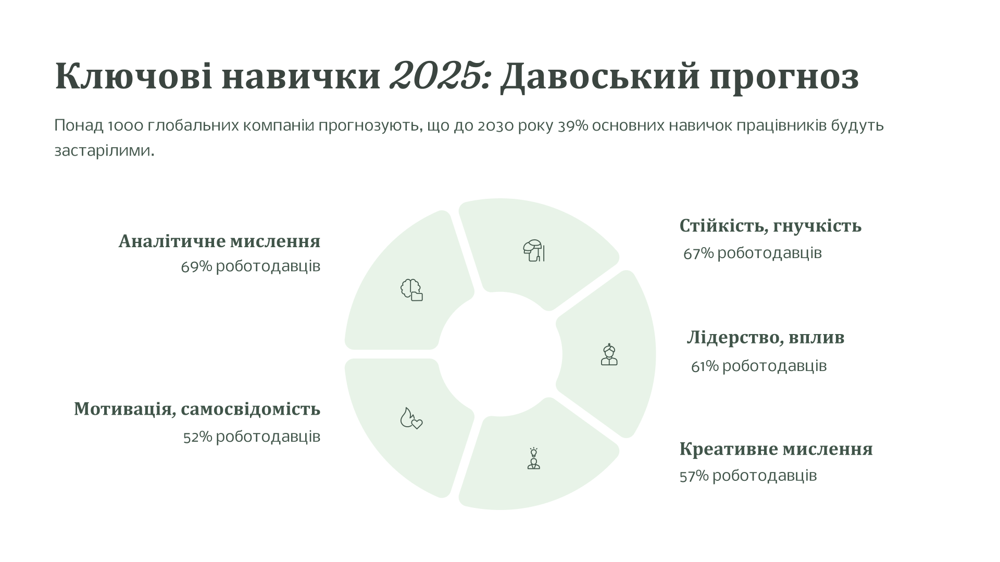 Ключові навички 2025: Давоський прогноз
Понад 1000 глобальних компаній прогнозують, що до 2030 року 39% основних навичок працівників будуть
застарілими.
Аналітичне мислення
69% роботодавців
Стійкість, гнучкість
67% роботодавців
Лідерство, вплив
61% роботодавців
Мотивація, самосвідомість
52% роботодавців
Креативне мислення
57% роботодавців